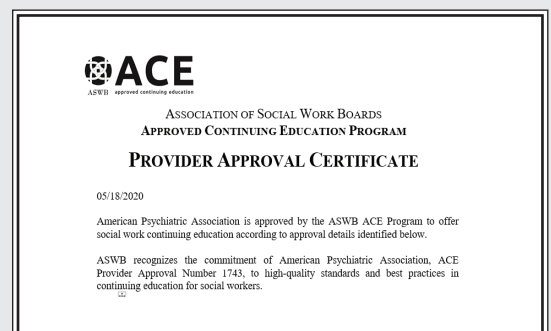 ACE
ASWB approved continuing education
ASSOCIATION OF SOCIAL WORK BOARDS
APPROVED CONTINUING EDUCATION PROGRAM
PROVIDER APPROVAL CERTIFICATE
05/18/2020
American Psychiatric Association is approved by the ASWB ACE Program to offer
social work continuing education according to approval details identified below.
ASWB recognizes the commitment of American Psychiatric Association, ACE
Provider Approval Number 1743, to high-quality standards and best practices in
continuing education for social workers.